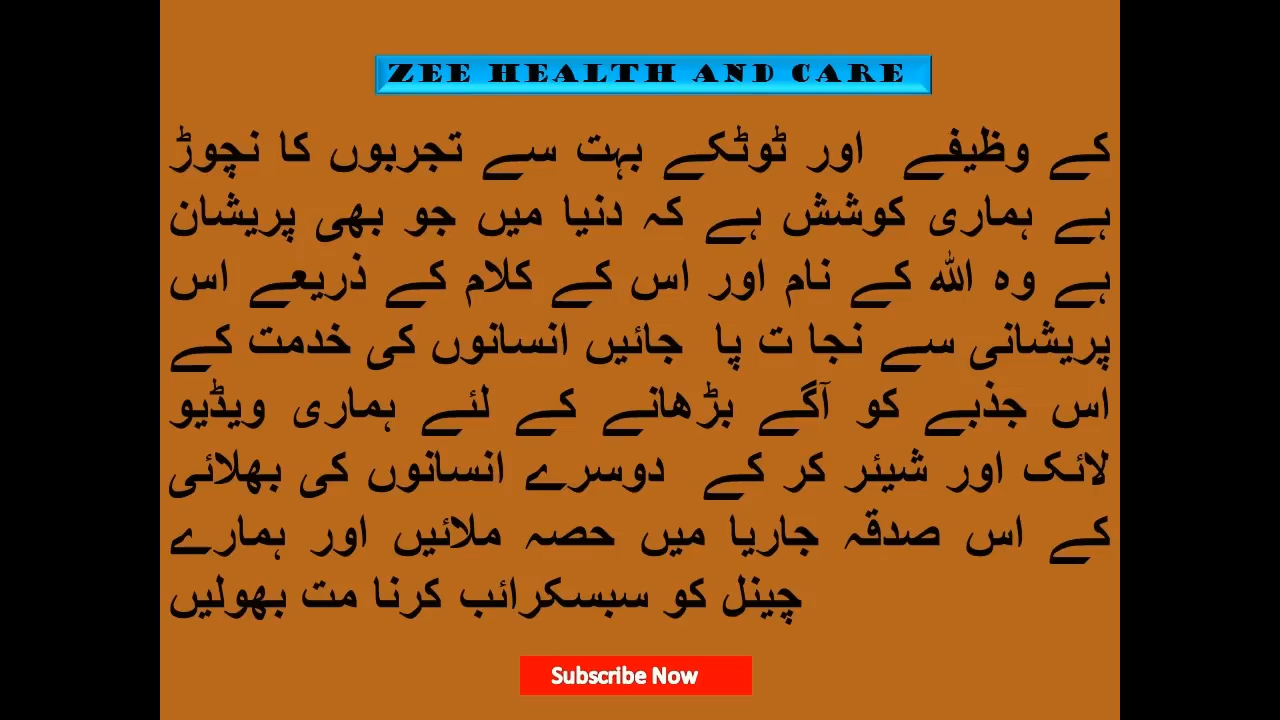 ZEE HEALTH AND CARE
کے وظیفے اور ٹوٹکے بہت سے تجربوں کا نچوڑ
ہے ہماری کوشش ہے کہ دنیا میں جو بھی پریشان
ہے وہ اللہ کے نام اور اس کے کلام کے ذریعے اس
پریشانی سے نجا ت پا جائیں انسانوں کی خدمت کے
اس جذبے کو آگے بڑھانے کے لئے ہماری ویڈیو
لائک اور شیئر کر کے دوسرے انسانوں کی بھلائی
کے اس صدقہ جاریا میں حصہ ملائیں اور ہمارے
چینل کو سبسکرائب کرنا مت بھولیں
Subscribe Now